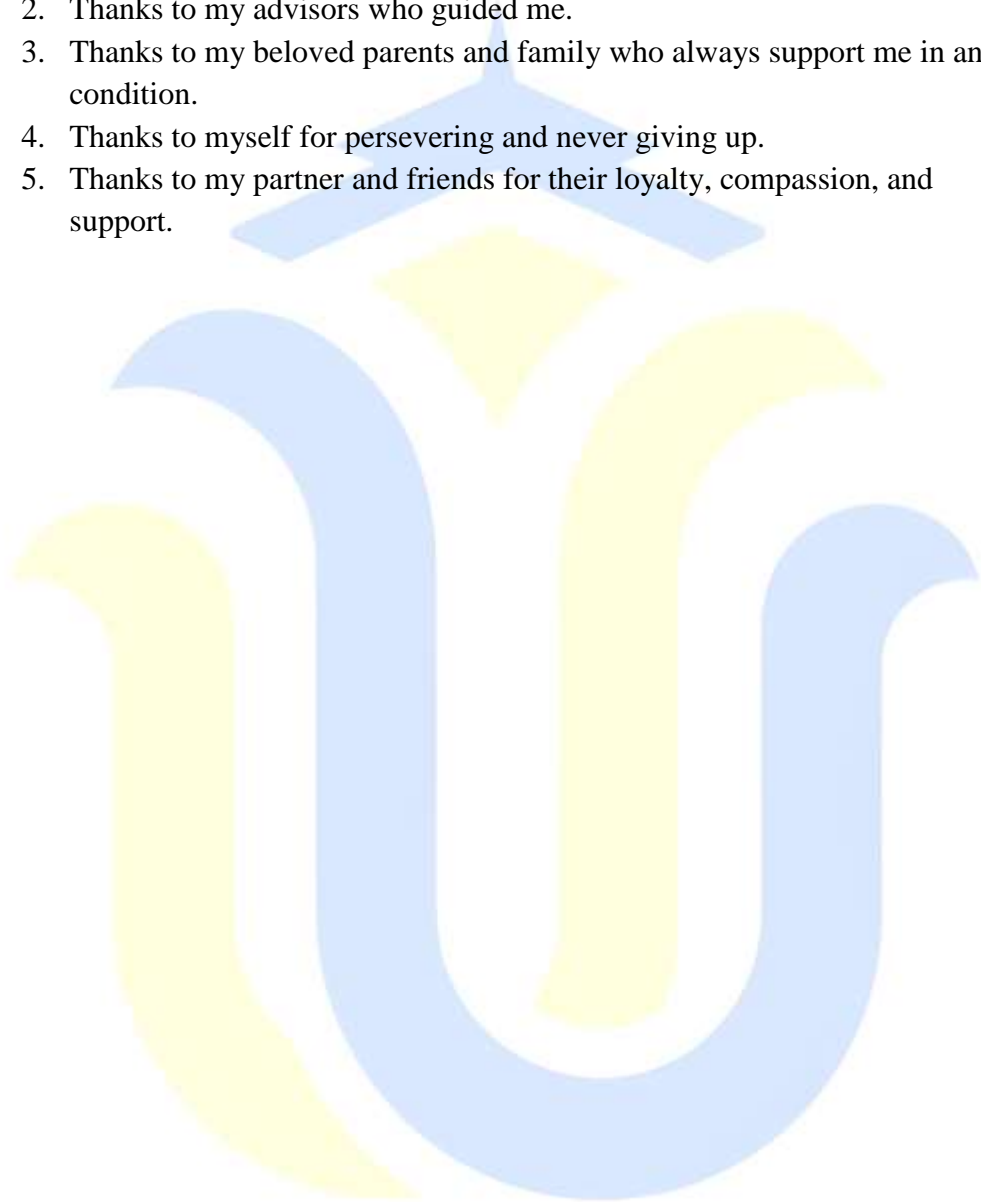 2. Thanks to my advisors who guided me.
3. Thanks to my beloved parents and family who always support me in an
condition.
4. Thanks to myself for persevering and never giving up.
5. Thanks to my partner and friends for their loyalty, compassion, and
support.